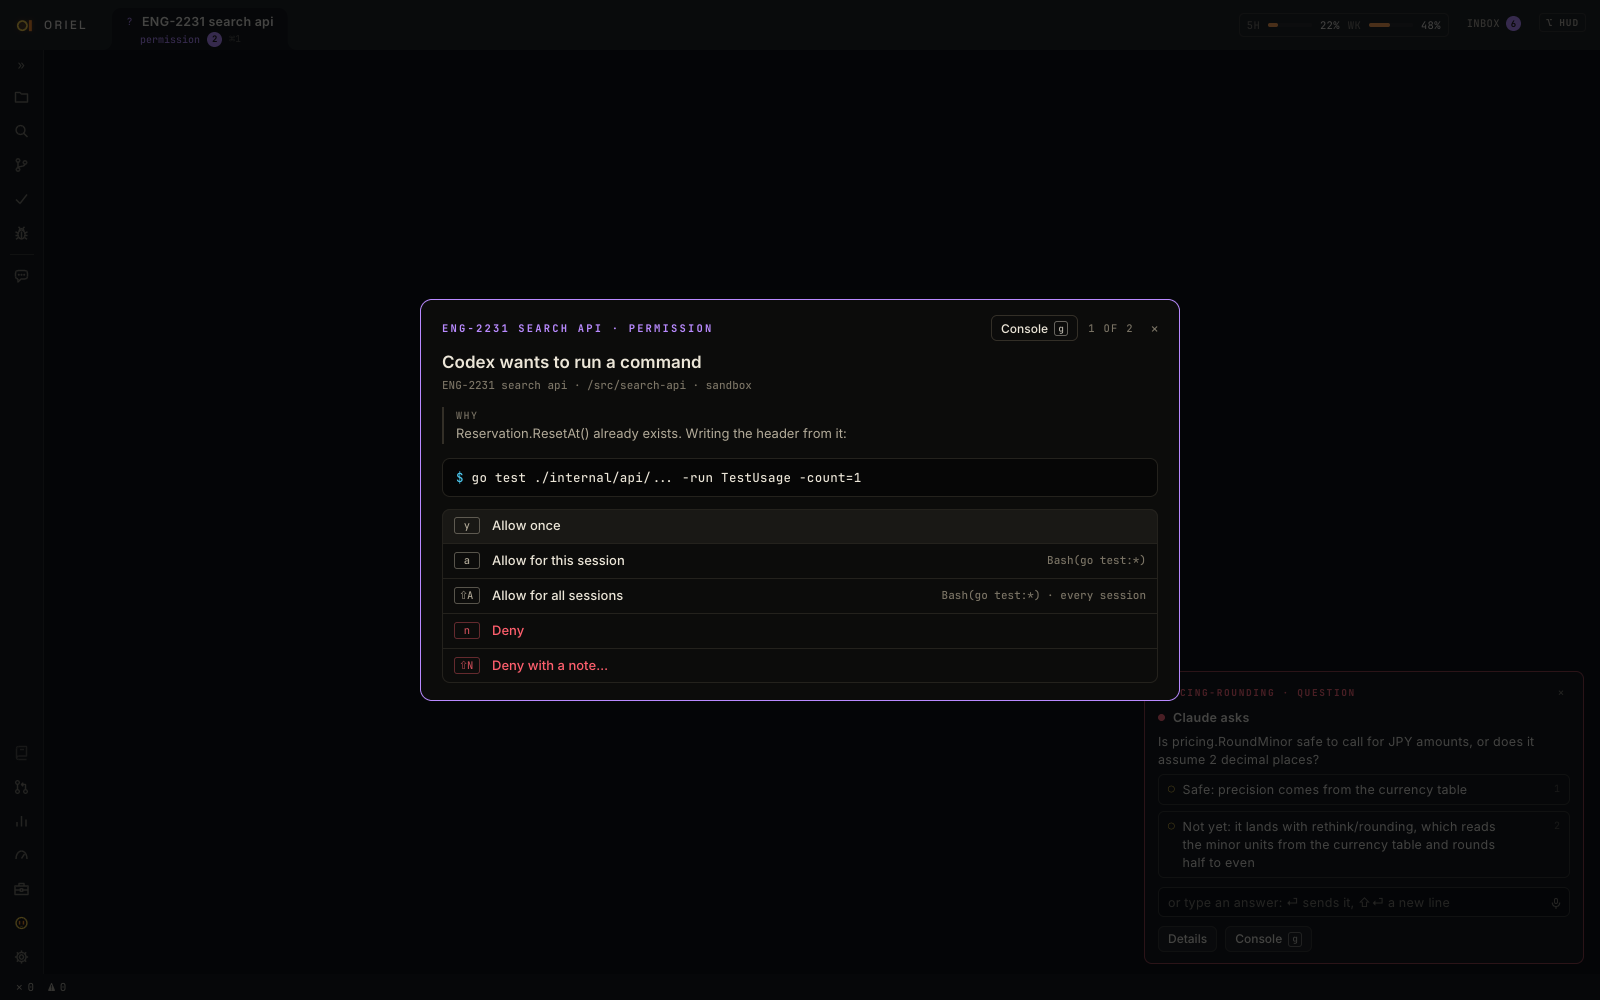 ORIEL
? ENG-2231 search api
permission 2 ⌘1
5H 22% WK 48%
INBOX 6
⌥ HUD
»
ENG-2231 SEARCH API · PERMISSION
Console g
1 OF 2 ×
Codex wants to run a command
ENG-2231 search api · /src/search-api · sandbox
WHY
Reservation.ResetAt() already exists. Writing the header from it:
$ go test ./internal/api/... -run TestUsage -count=1
y Allow once
a Allow for this session Bash(go test:*)
⇧A Allow for all sessions Bash(go test:*) · every session
n Deny
⇧N Deny with a note...
CING-ROUNDING · QUESTION ×
Claude asks
Is pricing.RoundMinor safe to call for JPY amounts, or does it
assume 2 decimal places?
Safe: precision comes from the currency table 1
Not yet: it lands with rethink/rounding, which reads 2
the minor units from the currency table and rounds
half to even
or type an answer: ⏎ sends it, ⇧⏎ a new line
Details
Console g
× 0 ▲ 0